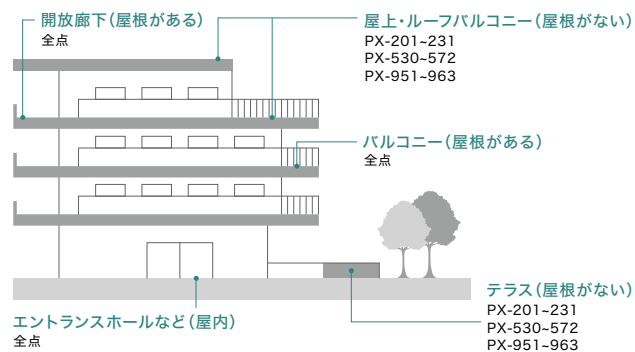 開放廊下（屋根がある）
全点
屋上・ルーフバルコニー（屋根がない）
PX-201~231
PX-530~572
PX-951~963
バルコニー（屋根がある）
全点
エントランスホールなど（屋内）
全点
テラス（屋根がない）
PX-201~231
PX-530~572
PX-951~963